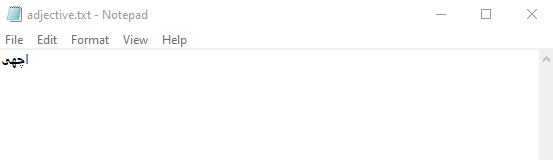 adjective.txt - Notepad
File Edit Format View Help
اچھی